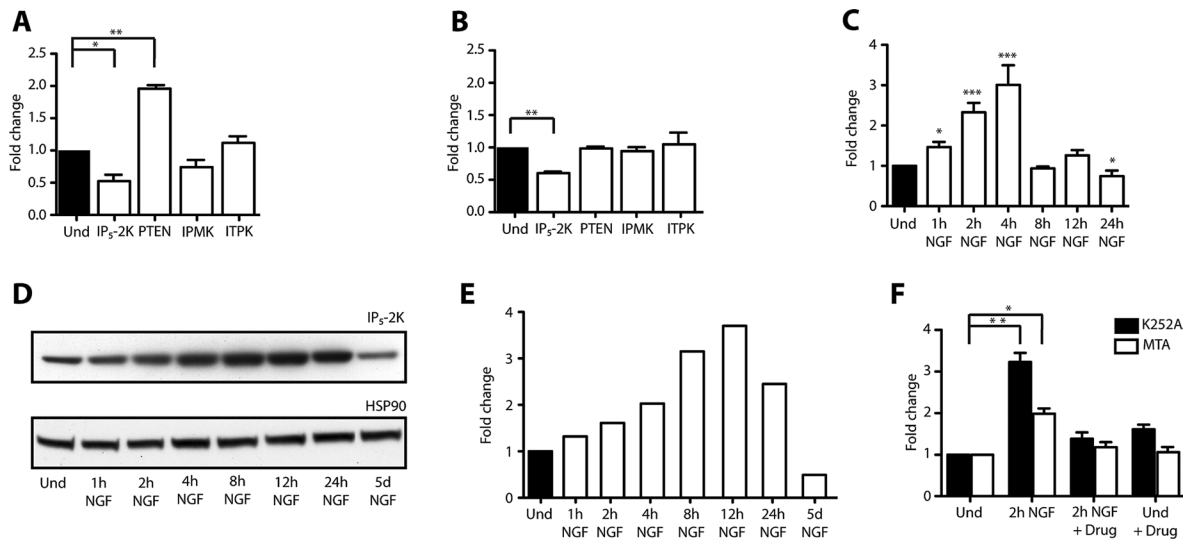 A
**
*
2.5
2.0
1.5
1.0
0.5
0.0
Fold change
Und IP5-2K PTEN IPMK ITPK
B
**
2.5
2.0
1.5
1.0
0.5
0.0
Fold change
Und IP5-2K PTEN IPMK ITPK
C
4
3
2
1
0
Fold change
* *** *** *
Und 1h NGF 2h NGF 4h NGF 8h NGF 12h NGF 24h NGF
D
IP5-2K
HSP90
Und 1h NGF 2h NGF 4h NGF 8h NGF 12h NGF 24h NGF 5d NGF
E
4
3
2
1
0
Fold change
Und 1h NGF 2h NGF 4h NGF 8h NGF 12h NGF 24h NGF 5d NGF
F
*
**
K252A
MTA
4
3
2
1
0
Fold change
Und 2h NGF 2h NGF + Drug Und + Drug